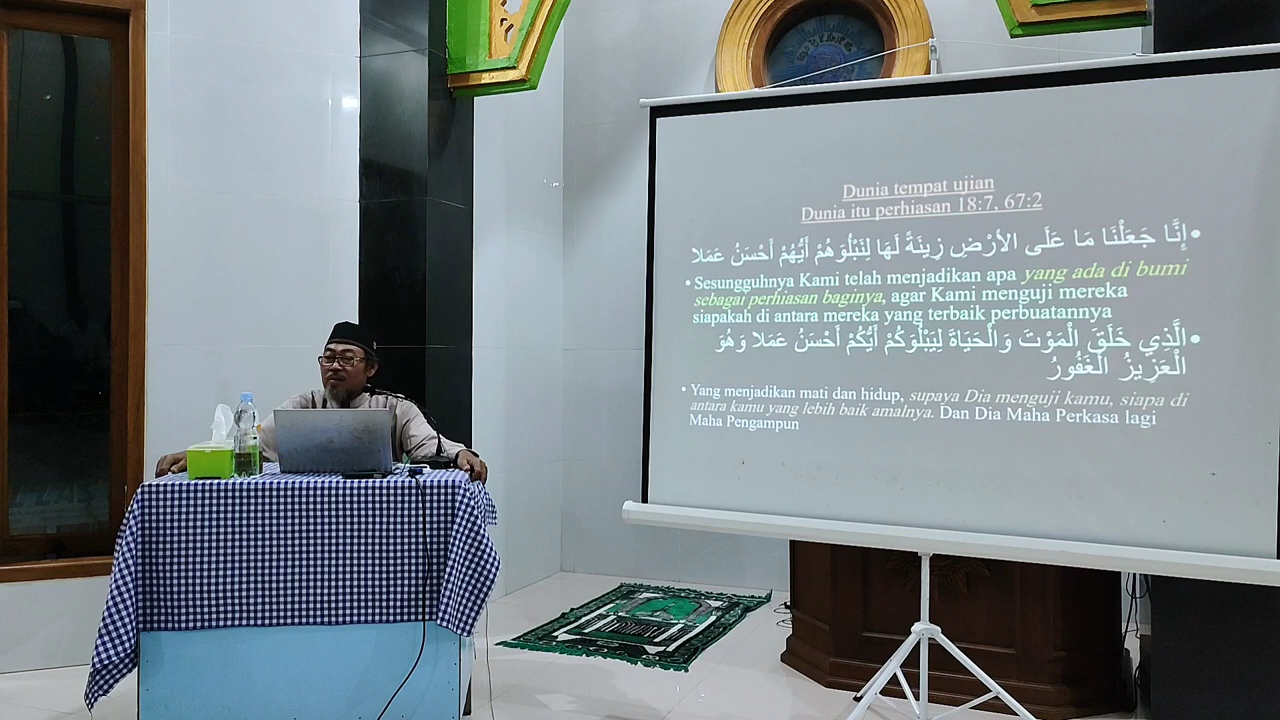 Dunia tempat ujian
Dunia itu perhiasan 18:7, 67:2
•إِنَّا جَعَلْنَا مَا عَلَى الأرْضِ زِينَةً لَهَا لِنَبْلُوَهُمْ أَيُّهُمْ أَحْسَنُ عَمَلا
• Sesungguhnya Kami telah menjadikan apa yang ada di bumi
sebagai perhiasan baginya, agar Kami menguji mereka
siapakah di antara mereka yang terbaik perbuatannya
•الَّذِي خَلَقَ الْمَوْتَ وَالْحَيَاةَ لِيَبْلُوَكُمْ أَيُّكُمْ أَحْسَنُ عَمَلا وَهُوَ
الْعَزِيزُ الْغَفُورُ
• Yang menjadikan mati dan hidup, supaya Dia menguji kamu, siapa di
antara kamu yang lebih baik amalnya. Dan Dia Maha Perkasa lagi
Maha Pengampun